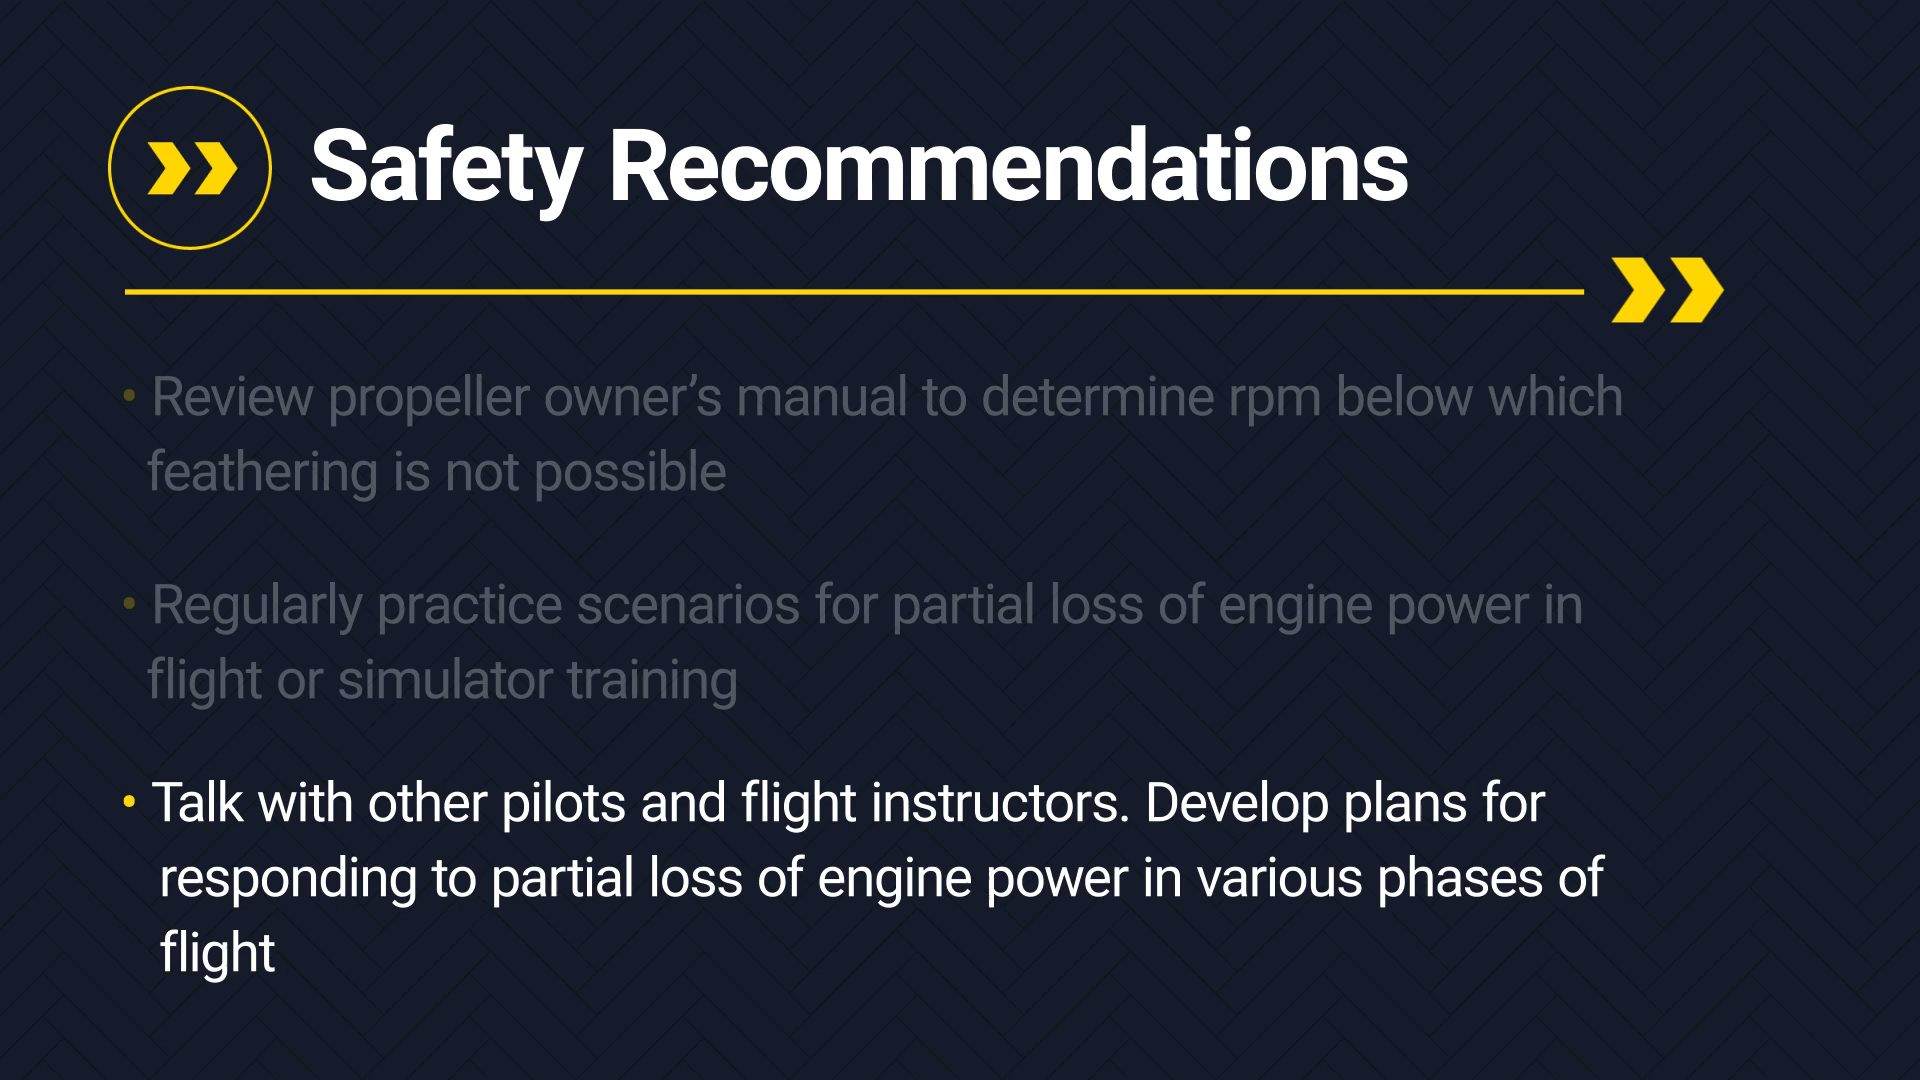 Safety Recommendations
• Review propeller owner’s manual to determine rpm below which
feathering is not possible
• Regularly practice scenarios for partial loss of engine power in
flight or simulator training
• Talk with other pilots and flight instructors. Develop plans for
responding to partial loss of engine power in various phases of
flight